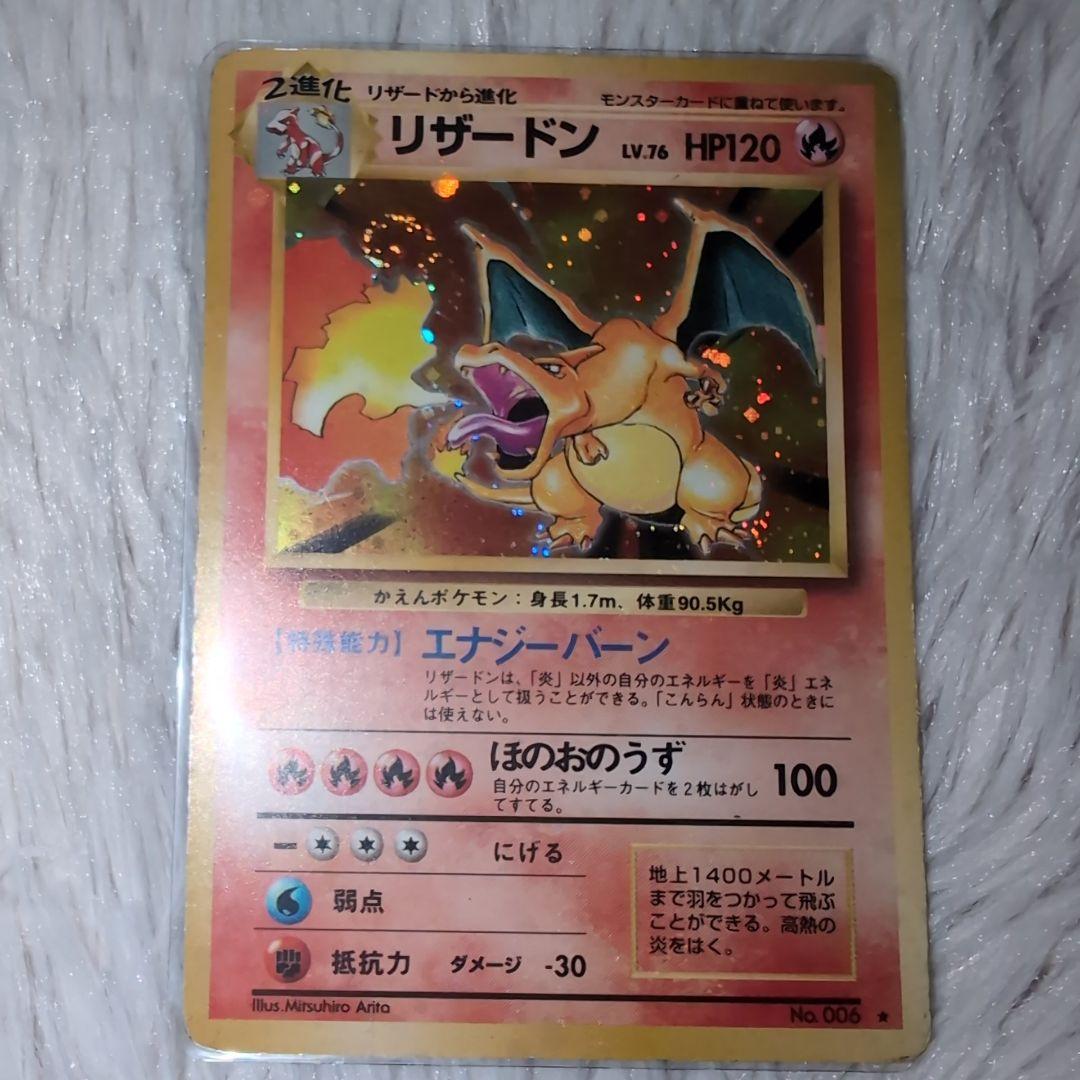 2進化 リザードから進化 モンスターカードに重ねて使います。
リザードン LV.76 HP120
かえんポケモン：身長1.7m、体重90.5Kg
【特殊能力】エナジーバーン
リザードンは、「炎」以外の自分のエネルギーを「炎」エネ
ルギーとして扱うことができる。「こんらん」状態のときに
は使えない。
ほのおのうず 100
自分のエネルギーカードを2枚はがし
てすてる。
にげる
弱点
抵抗力 ダメージ -30
地上1400メートル
まで羽をつかって飛ぶ
ことができる。高熱の
炎をはく。
Illus.Mitsuhiro Arita No.006 ★